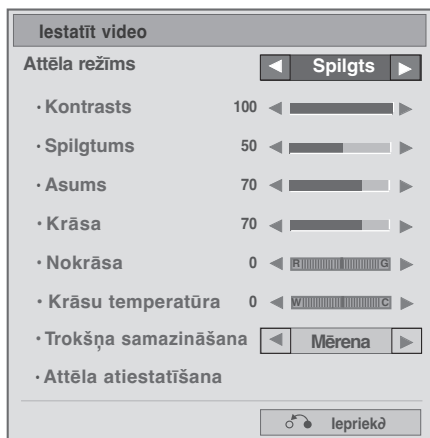 Iestatīt video
Attēla režīms ◄ Spilgts ►
· Kontrasts 100
· Spilgtums 50
· Asums 70
· Krāsa 70
· Nokrāsa 0 R G
· Krāsu temperatūra 0 W C
· Trokšņa samazināšana ◄ Mērena ►
· Attēla atiestatīšana
Iepriek∂